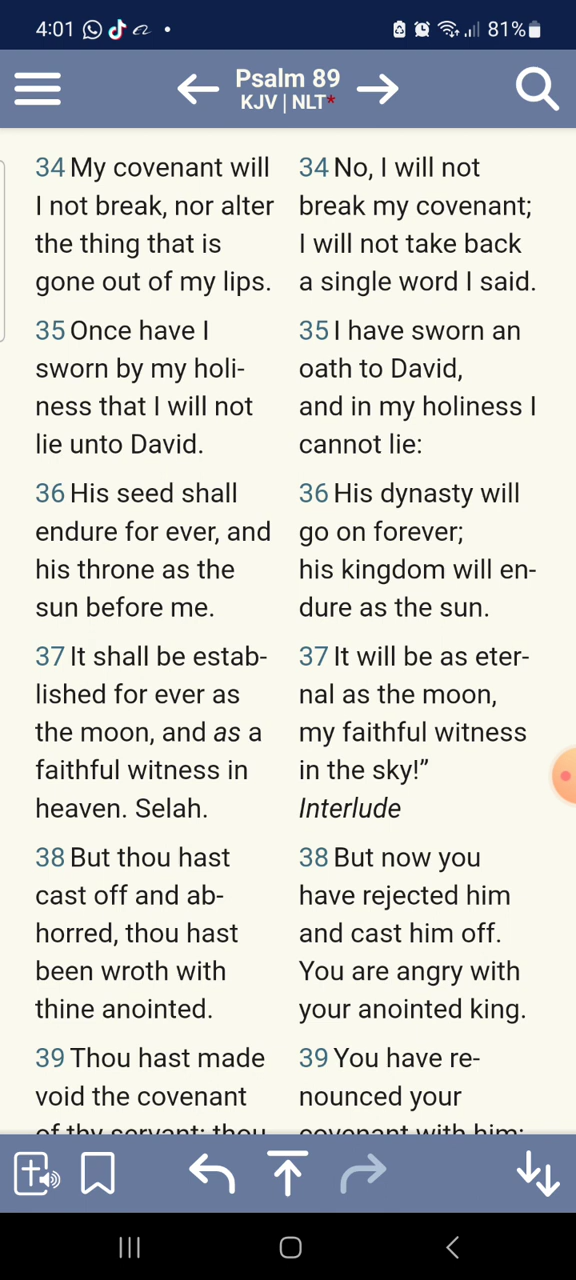 4:01
81%
Psalm 89
KJV | NLT*
34 My covenant will
I not break, nor alter
the thing that is
gone out of my lips.
35 Once have I
sworn by my holi-
ness that I will not
lie unto David.
36 His seed shall
endure for ever, and
his throne as the
sun before me.
37 It shall be estab-
lished for ever as
the moon, and as a
faithful witness in
heaven. Selah.
38 But thou hast
cast off and ab-
horred, thou hast
been wroth with
thine anointed.
39 Thou hast made
void the covenant
of thy servant: thou
34 No, I will not
break my covenant;
I will not take back
a single word I said.
35 I have sworn an
oath to David,
and in my holiness I
cannot lie:
36 His dynasty will
go on forever;
his kingdom will en-
dure as the sun.
37 It will be as eter-
nal as the moon,
my faithful witness
in the sky!”
Interlude
38 But now you
have rejected him
and cast him off.
You are angry with
your anointed king.
39 You have re-
nounced your
covenant with him;